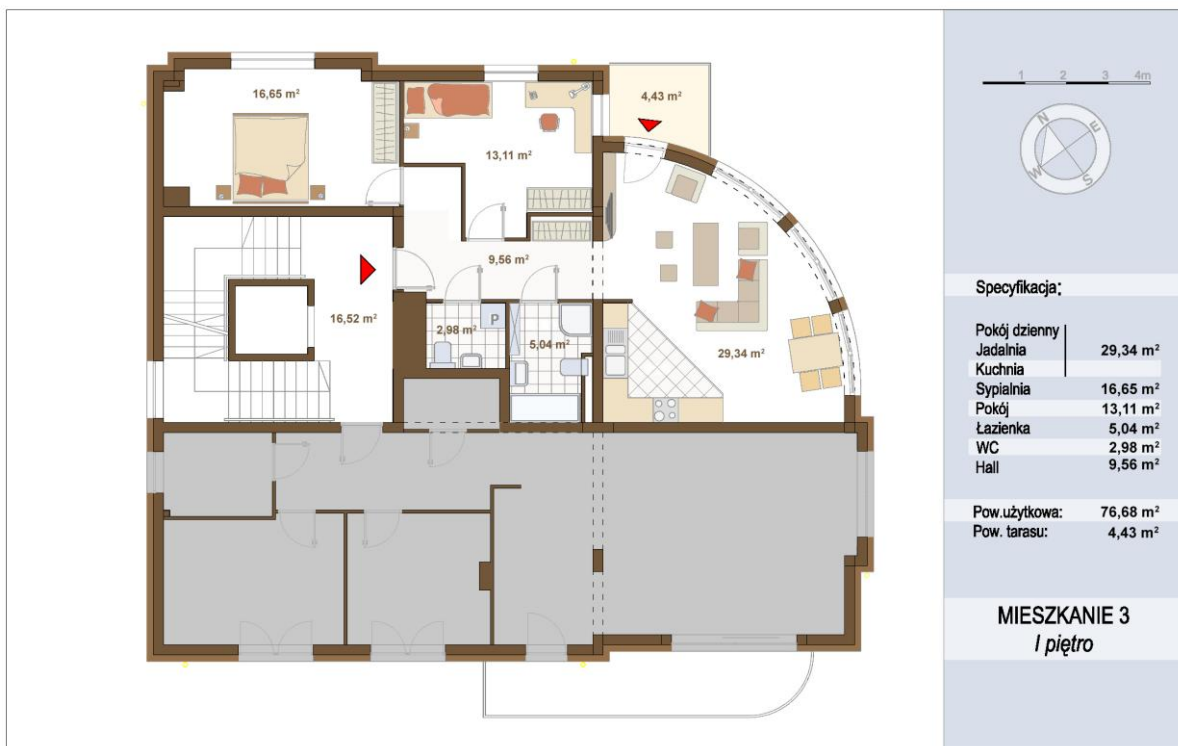 16,65 m²
4,43 m²
13,11 m²
9,56 m²
16,52 m²
2,98 m²
P
5,04 m²
29,34 m²
1 2 3 4m
N
E
W
S
Specyfikacja:
Pokój dzienny
Jadalnia 29,34 m²
Kuchnia
Sypialnia 16,65 m²
Pokój 13,11 m²
Łazienka 5,04 m²
WC 2,98 m²
Hall 9,56 m²
Pow.użytkowa: 76,68 m²
Pow. tarasu: 4,43 m²
MIESZKANIE 3
I piętro